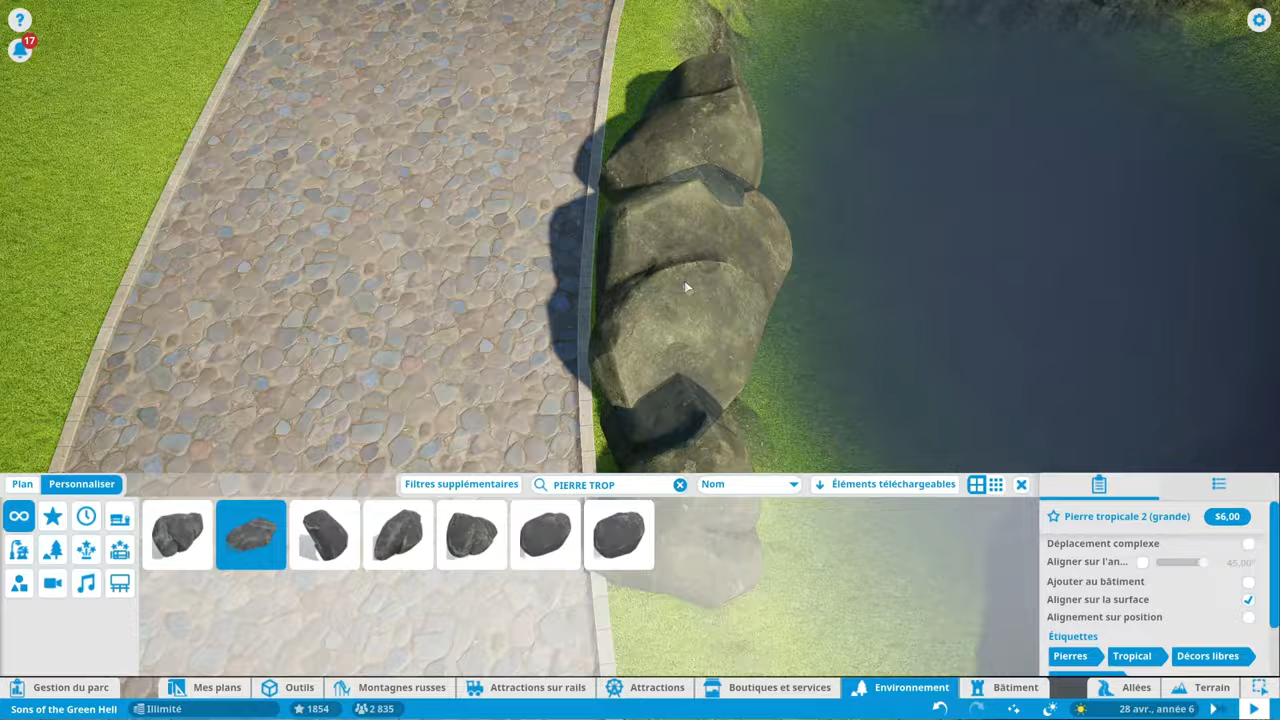 ?
17
Plan
Personnaliser
Filtres supplémentaires
PIERRE TROP
Nom
Éléments téléchargeables
Pierre tropicale 2 (grande)
$6,00
Déplacement complexe
Aligner sur l'an...
45,00°
Ajouter au bâtiment
Aligner sur la surface
Alignement sur position
Étiquettes
Pierres
Tropical
Décors libres
Gestion du parc
Mes plans
Outils
Montagnes russes
Attractions sur rails
Attractions
Boutiques et services
Environnement
Bâtiment
Allées
Terrain
Sons of the Green Hell
Illimité
1854
2 835
28 avr., année 6